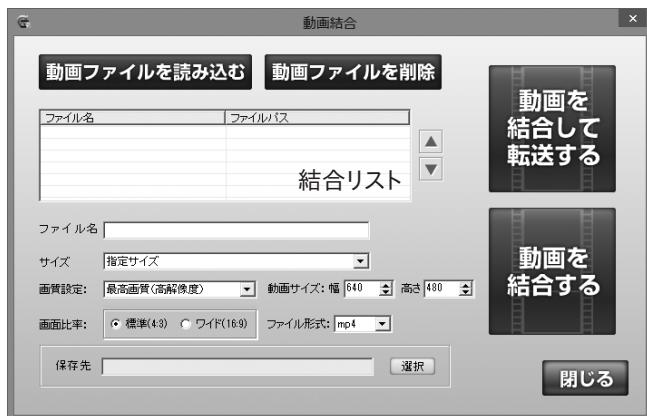 動画結合
動画ファイルを読み込む 動画ファイルを削除
ファイル名 ファイルパス
結合リスト
動画を
結合して
転送する
ファイル名
サイズ 指定サイズ
画質設定: 最高画質(高解像度) 動画サイズ: 幅 640 高さ 480
画面比率: 標準(4:3) ワイド(16:9) ファイル形式: mp4
動画を
結合する
保存先 選択
閉じる